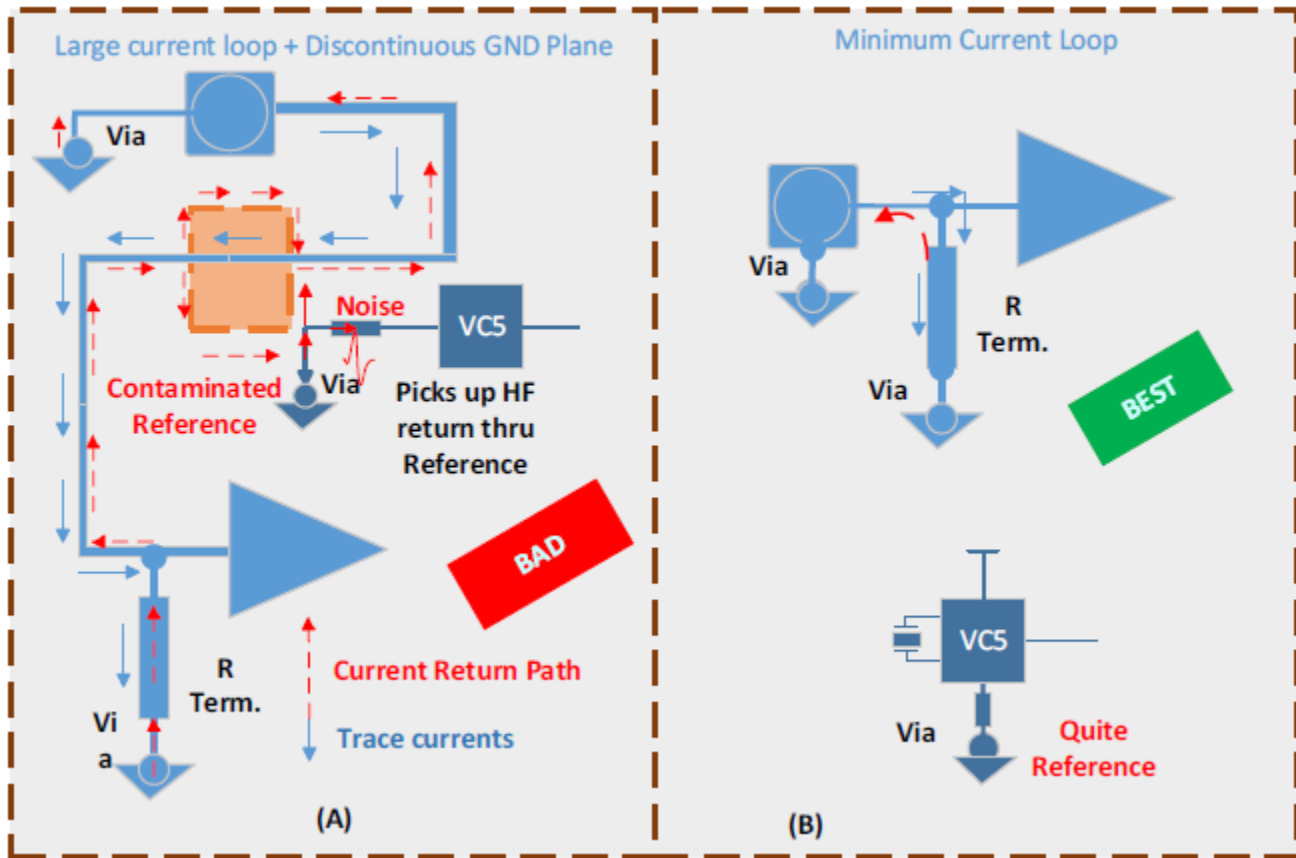 Large current loop + Discontinuous GND Plane
Via
Noise
VC5
Via
Contaminated
Reference
Picks up HF
return thru
Reference
BAD
R
Term.
Vi
a
Current Return Path
Trace currents
(A)
Minimum Current Loop
Via
R
Term.
Via
BEST
VC5
Via
Quite
Reference
(B)